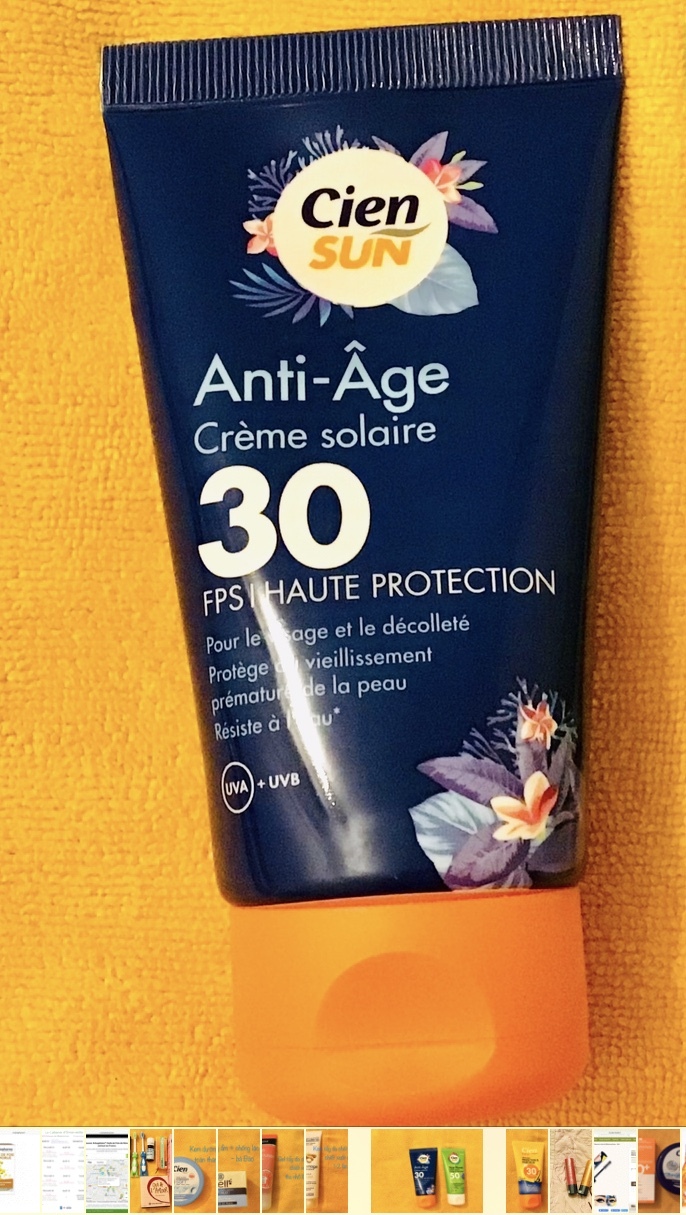 Cien
SUN
Anti-Âge
Crème solaire
30
FPS | HAUTE PROTECTION
Pour le et le décolleté
Protège vieillissement
de la peau
Résiste à
UVA + UVB